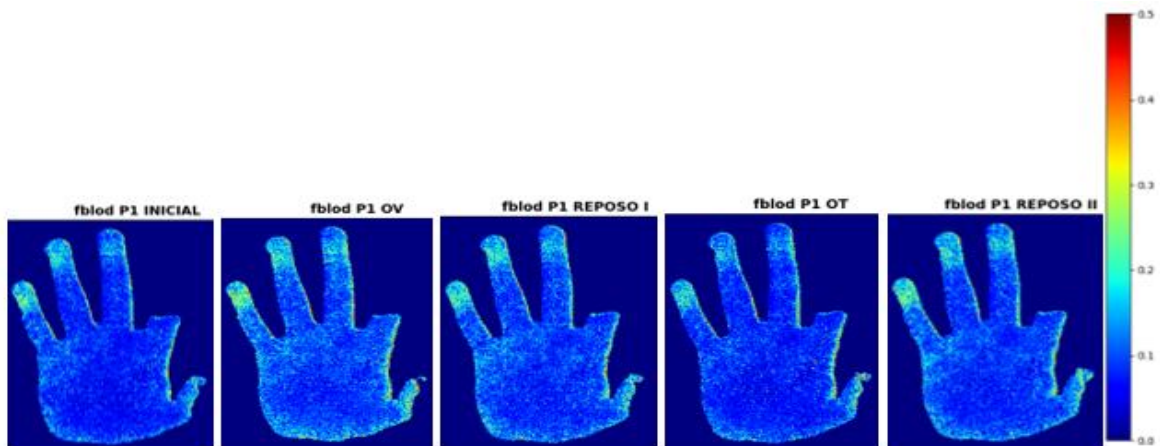 fblod P1 INICIAL
fblod P1 OV
fblod P1 REPOSO I
fblod P1 OT
fblod P1 REPOSO II
0.5
0.4
0.3
0.2
0.1
0.0